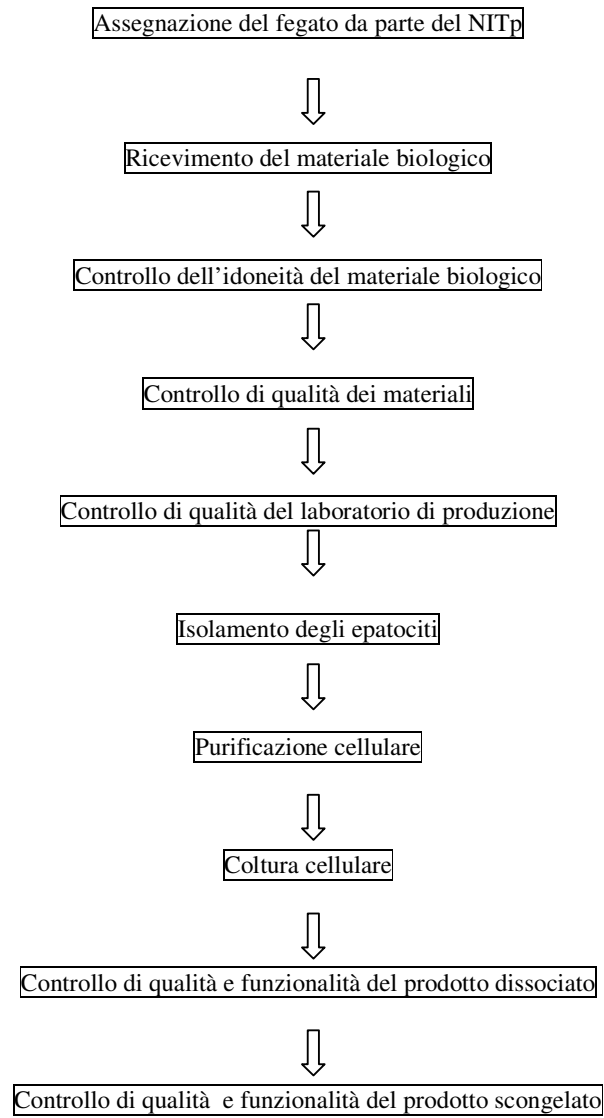 Assegnazione del fegato da parte del NITp
Ricevimento del materiale biologico
Controllo dell'idoneità del materiale biologico
Controllo di qualità dei materiali
Controllo di qualità del laboratorio di produzione
Isolamento degli epatociti
Purificazione cellulare
Coltura cellulare
Controllo di qualità e funzionalità del prodotto dissociato
Controllo di qualità e funzionalità del prodotto scongelato